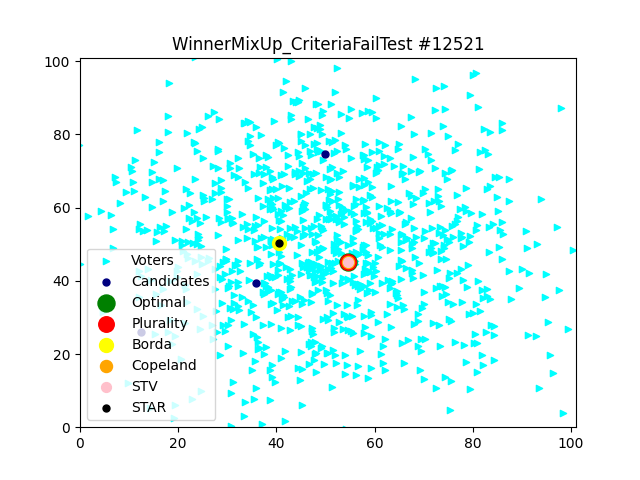 WinnerMixUp_CriteriaFailTest #12521
100
80
60
40
20
0
Voters
Candidates
Optimal
Plurality
Borda
Copeland
STV
STAR
0 20 40 60 80 100